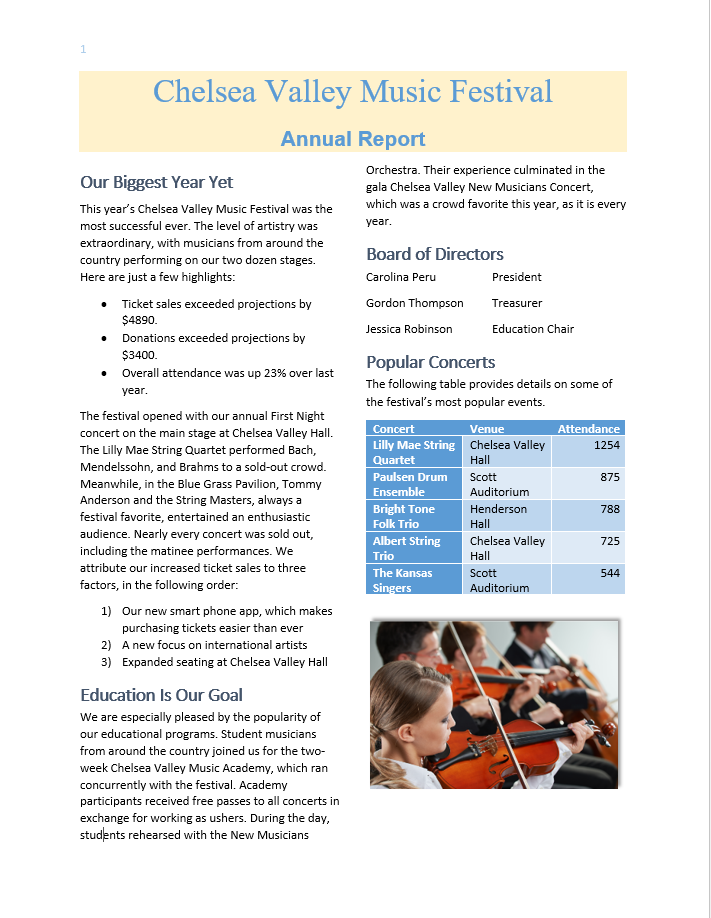 1
Chelsea Valley Music Festival
Annual Report
Our Biggest Year Yet
This year’s Chelsea Valley Music Festival was the
most successful ever. The level of artistry was
extraordinary, with musicians from around the
country performing on our two dozen stages.
Here are just a few highlights:
• Ticket sales exceeded projections by
$4890.
• Donations exceeded projections by
$3400.
• Overall attendance was up 23% over last
year.
The festival opened with our annual First Night
concert on the main stage at Chelsea Valley Hall.
The Lilly Mae String Quartet performed Bach,
Mendelssohn, and Brahms to a sold-out crowd.
Meanwhile, in the Blue Grass Pavilion, Tommy
Anderson and the String Masters, always a
festival favorite, entertained an enthusiastic
audience. Nearly every concert was sold out,
including the matinee performances. We
attribute our increased ticket sales to three
factors, in the following order:
1) Our new smart phone app, which makes
purchasing tickets easier than ever
2) A new focus on international artists
3) Expanded seating at Chelsea Valley Hall
Education Is Our Goal
We are especially pleased by the popularity of
our educational programs. Student musicians
from around the country joined us for the two-
week Chelsea Valley Music Academy, which ran
concurrently with the festival. Academy
participants received free passes to all concerts in
exchange for working as ushers. During the day,
students rehearsed with the New Musicians
Orchestra. Their experience culminated in the
gala Chelsea Valley New Musicians Concert,
which was a crowd favorite this year, as it is every
year.
Board of Directors
Carolina Peru President
Gordon Thompson Treasurer
Jessica Robinson Education Chair
Popular Concerts
The following table provides details on some of
the festival’s most popular events.
Concert Venue Attendance
Lilly Mae String Chelsea Valley 1254
Quartet Hall
Paulsen Drum Scott 875
Ensemble Auditorium
Bright Tone Henderson 788
Folk Trio Hall
Albert String Chelsea Valley 725
Trio Hall
The Kansas Scott 544
Singers Auditorium